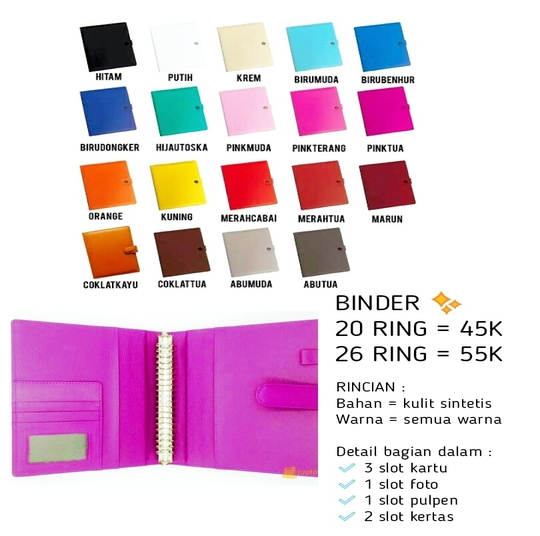 HITAM PUTIH KREM BIRUMUDA BIRUBENHUR
BIRUDONGKER HIJAUTOSKA PINKMUDA PINKTERANG PINKTUA
ORANGE KUNING MERAHCABAI MERAHTUA MARUN
COKLATKAYU COKLATTUA ABUMUDA ABUTUA
BINDER ✨
20 RING = 45K
26 RING = 55K
RINCIAN :
Bahan = kulit sintetis
Warna = semua warna
Detail bagian dalam :
3 slot kartu
1 slot foto
1 slot pulpen
2 slot kertas